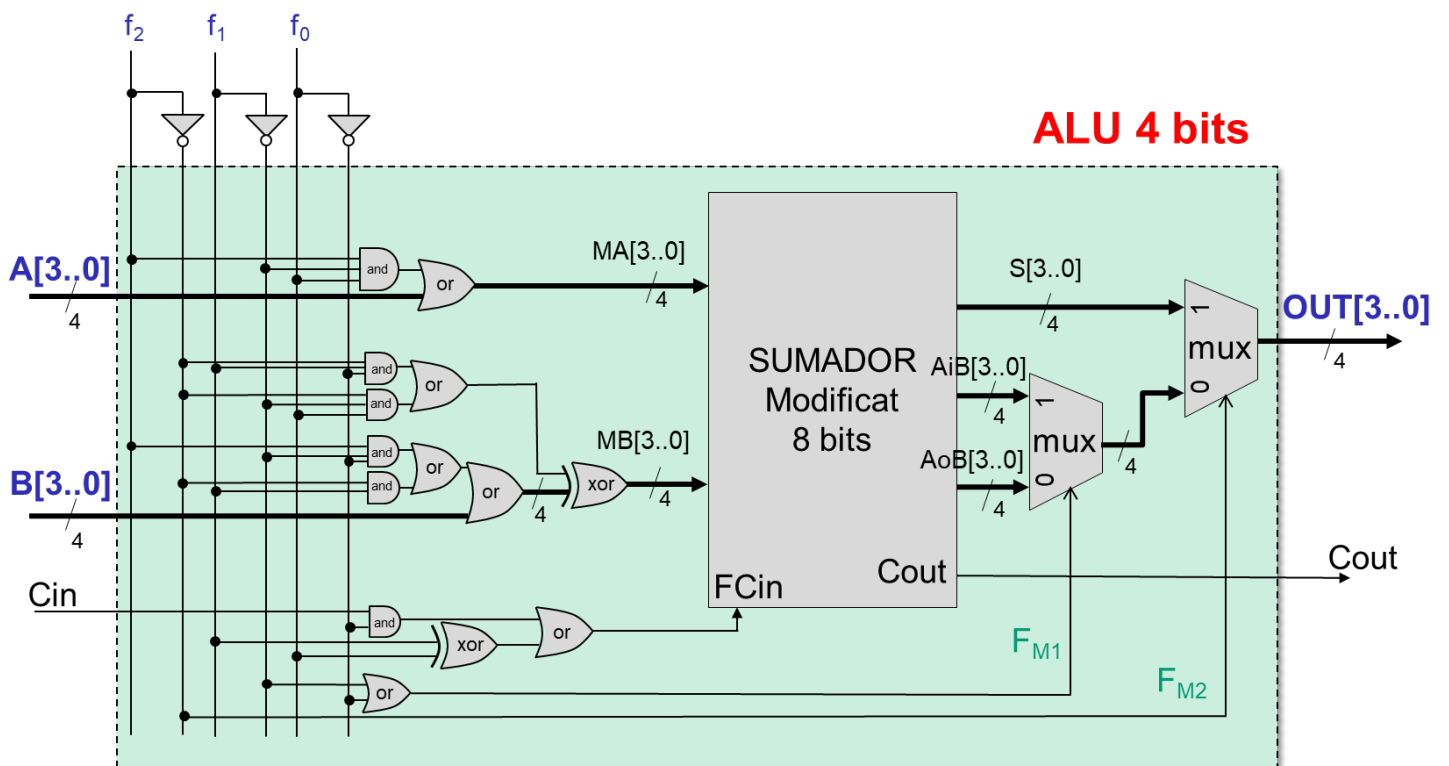 f2 f1 f0
ALU 4 bits
A[3..0]
4
and
or
MA[3..0]
4
SUMADOR
Modificat
8 bits
S[3..0]
4
1
mux
0
OUT[3..0]
4
and
or
and
AiB[3..0]
4
1
mux
0
4
AoB[3..0]
4
MB[3..0]
4
and
or
and
or
4
xor
B[3..0]
4
Cin
and
xor
or
or
FCin
Cout
Cout
FM1
FM2